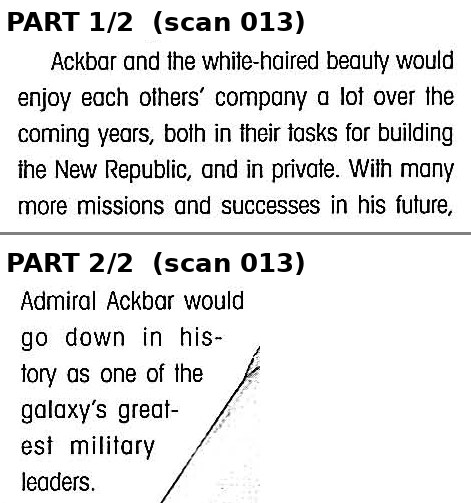 PART 1/2 (scan 013)
Ackbar and the white-haired beauty would
enjoy each others' company a lot over the
coming years, both in their tasks for building
the New Republic, and in private. With many
more missions and successes in his future,
PART 2/2 (scan 013)
Admiral Ackbar would
go down in his-
tory as one of the
galaxy's great-
est military
leaders.